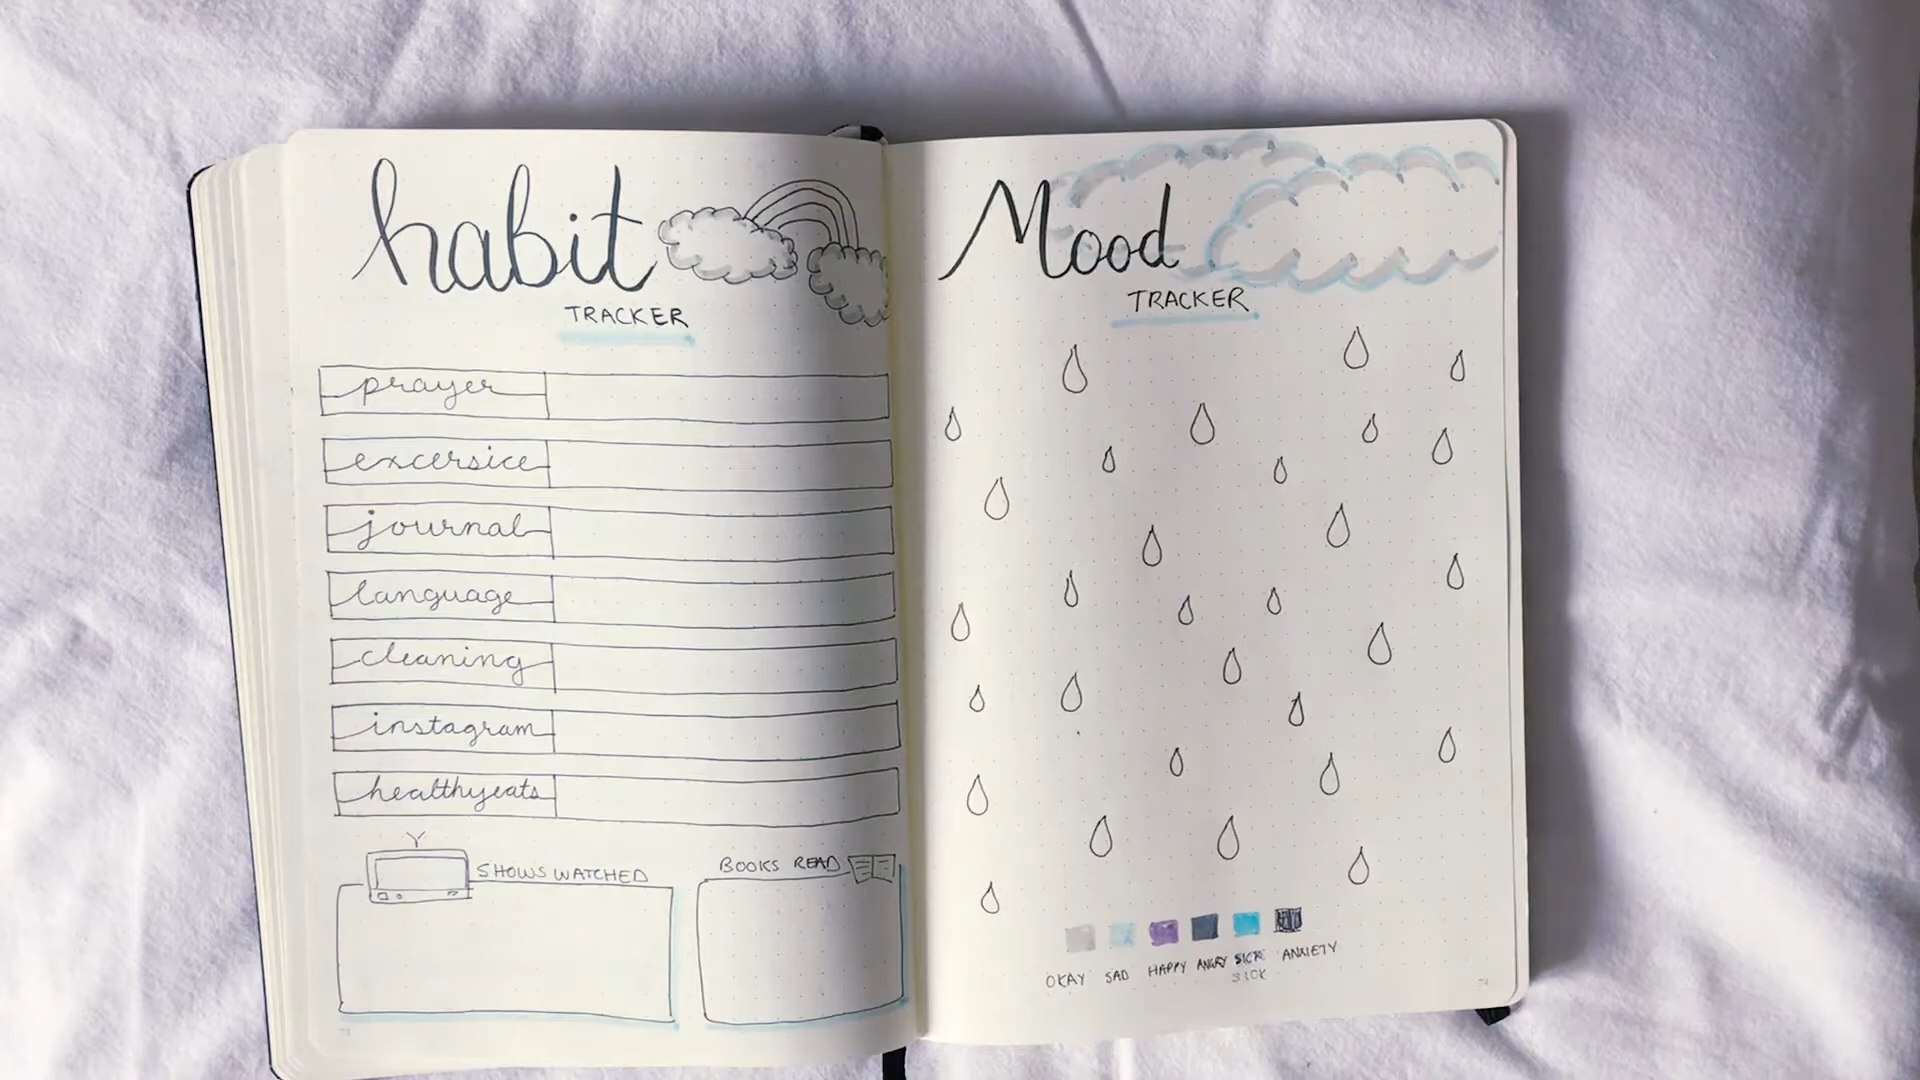 habit
TRACKER
prayer
excersice
journal
language
cleaning
instagram
healthyeats
SHOWS WATCHED
BOOKS READ
Mood
TRACKER
OKAY SAD HAPPY ANGRY SICK ANXIETY
SICK